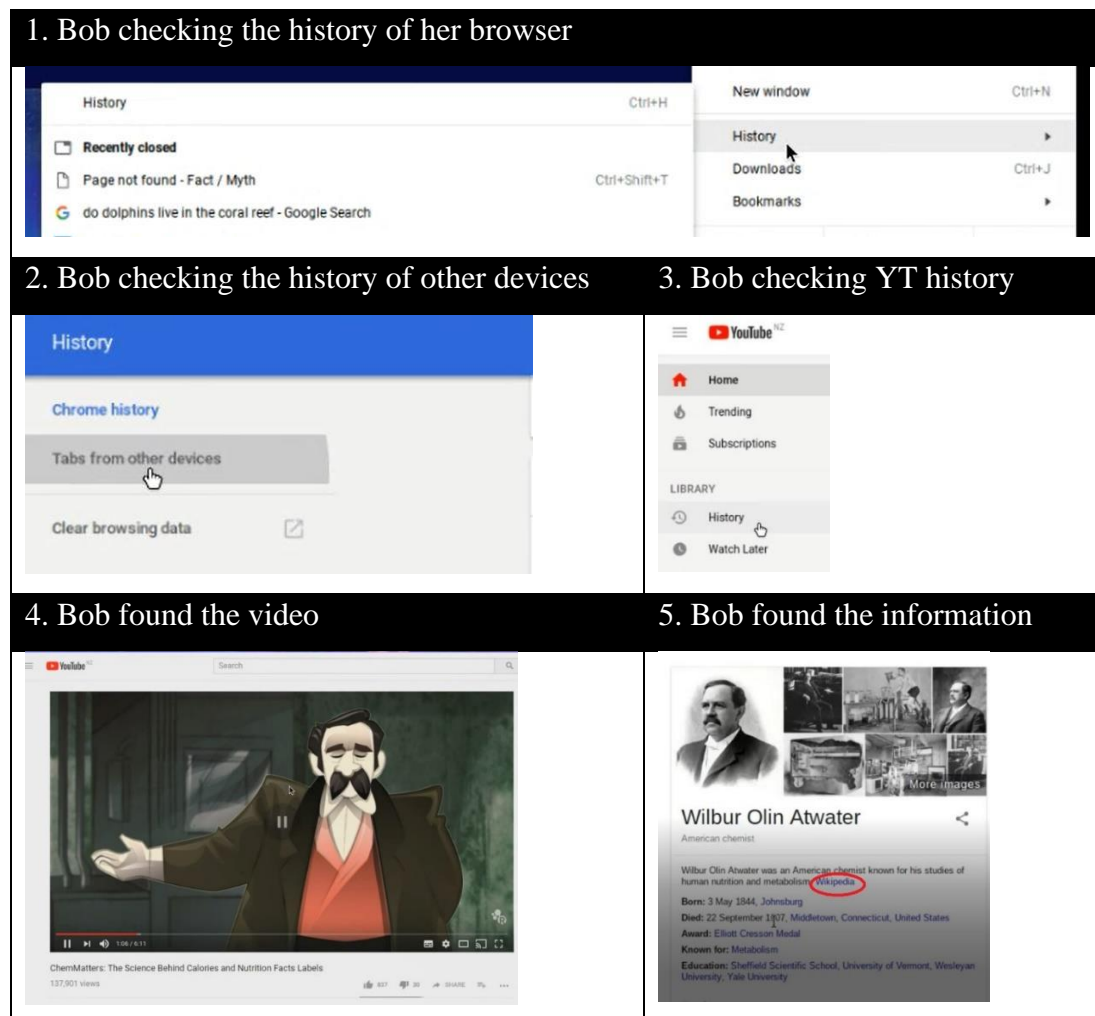 1. Bob checking the history of her browser
History Ctrl+H
Recently closed
Page not found - Fact / Myth Ctrl+Shift+T
do dolphins live in the coral reef - Google Search
New window Ctrl+N
History
Downloads Ctrl+J
Bookmarks
2. Bob checking the history of other devices
History
Chrome history
Tabs from other devices
Clear browsing data
3. Bob checking YT history
YouTube NZ
Home
Trending
Subscriptions
LIBRARY
History
Watch Later
4. Bob found the video
YouTube NZ
Search
1:06 / 6:11
ChemMatters: The Science Behind Calories and Nutrition Facts Labels
137,901 views
SHARE
5. Bob found the information
More images
Wilbur Olin Atwater
American chemist
Wilbur Olin Atwater was an American chemist known for his studies of
human nutrition and metabolism. Wikipedia
Born: 3 May 1844, Johnsburg
Died: 22 September 1907, Middletown, Connecticut, United States
Award: Elliott Cresson Medal
Known for: Metabolism
Education: Sheffield Scientific School, University of Vermont, Wesleyan
University, Yale University